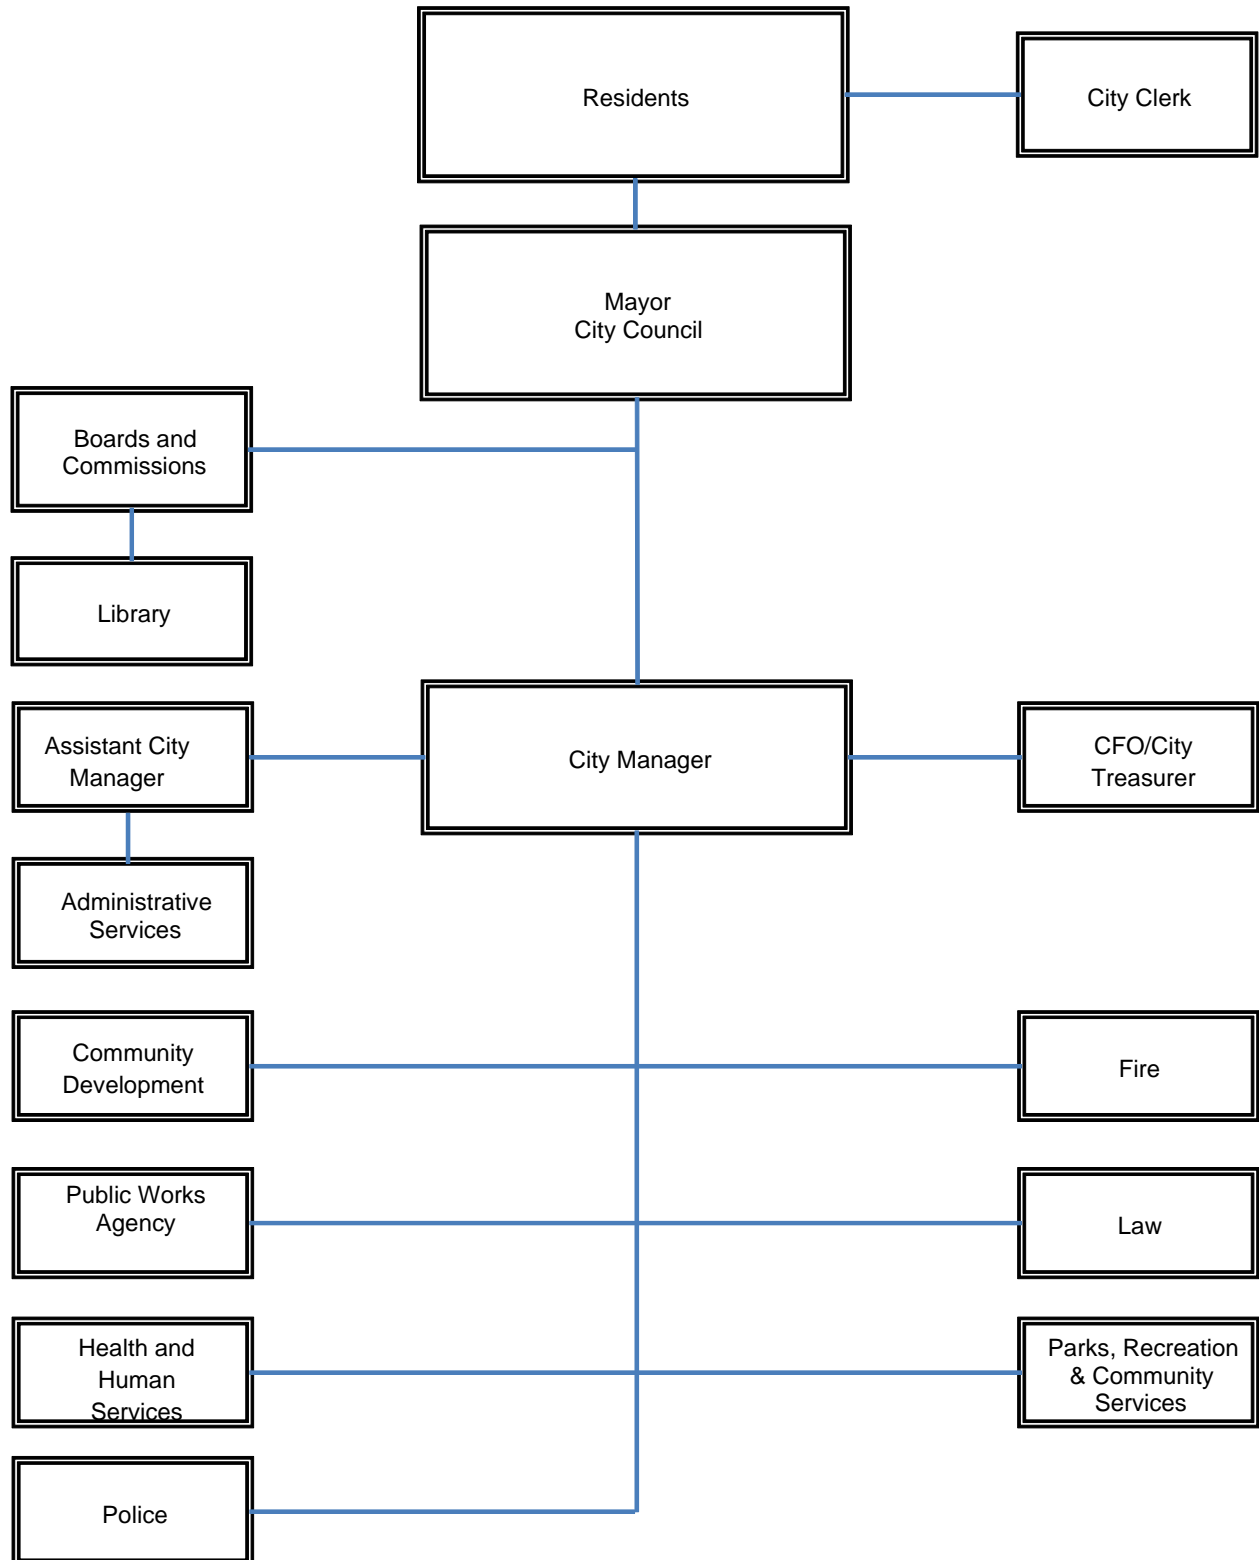 Residents
City Clerk
Mayor
City Council
Boards and
Commissions
Library
Assistant City
Manager
City Manager
CFO/City
Treasurer
Administrative
Services
Community
Development
Fire
Public Works
Agency
Law
Health and
Human
Services
Parks, Recreation
& Community
Services
Police